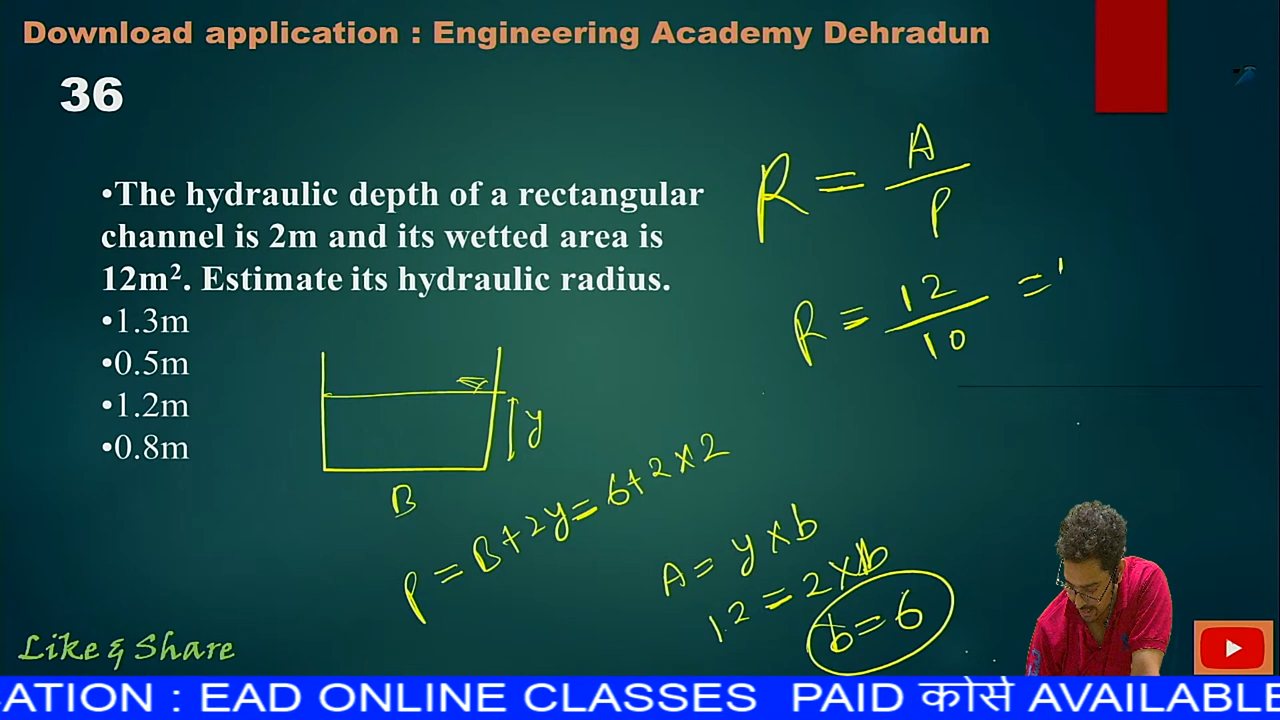 Download application : Engineering Academy Dehradun
36
•The hydraulic depth of a rectangular
channel is 2m and its wetted area is
12m². Estimate its hydraulic radius.
•1.3m
•0.5m
•1.2m
•0.8m
R = A/P
R = 12/10 = 1
y
B
P = B+2y = 6+2×2
A = y×b
12 = 2×b
b = 6
Like & Share
CATION : EAD ONLINE CLASSES PAID कोर्स AVAILABLE